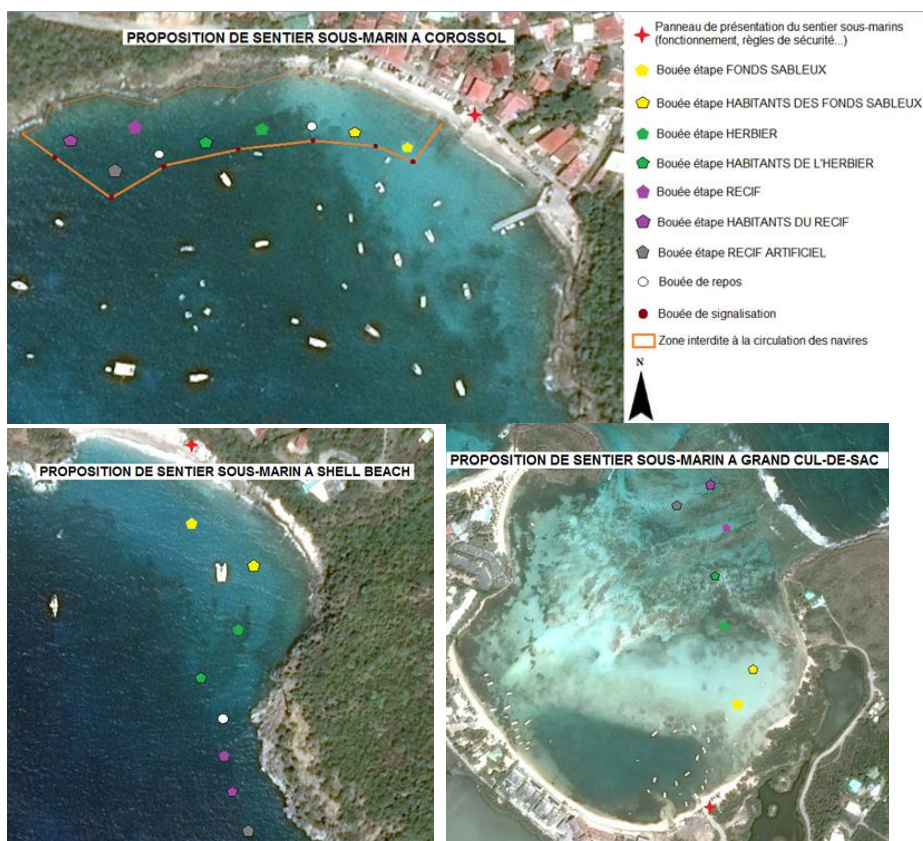 PROPOSITION DE SENTIER SOUS-MARIN A COROSSOL
Panneau de présentation du sentier sous-marins
(fonctionnement, règles de sécurité...)
Bouée étape FONDS SABLEUX
Bouée étape HABITANTS DES FONDS SABLEUX
Bouée étape HERBIER
Bouée étape HABITANTS DE L'HERBIER
Bouée étape RECIF
Bouée étape HABITANTS DU RECIF
Bouée étape RECIF ARTIFICIEL
Bouée de repos
Bouée de signalisation
Zone interdite à la circulation des navires
N
PROPOSITION DE SENTIER SOUS-MARIN A SHELL BEACH
PROPOSITION DE SENTIER SOUS-MARIN A GRAND CUL-DE-SAC